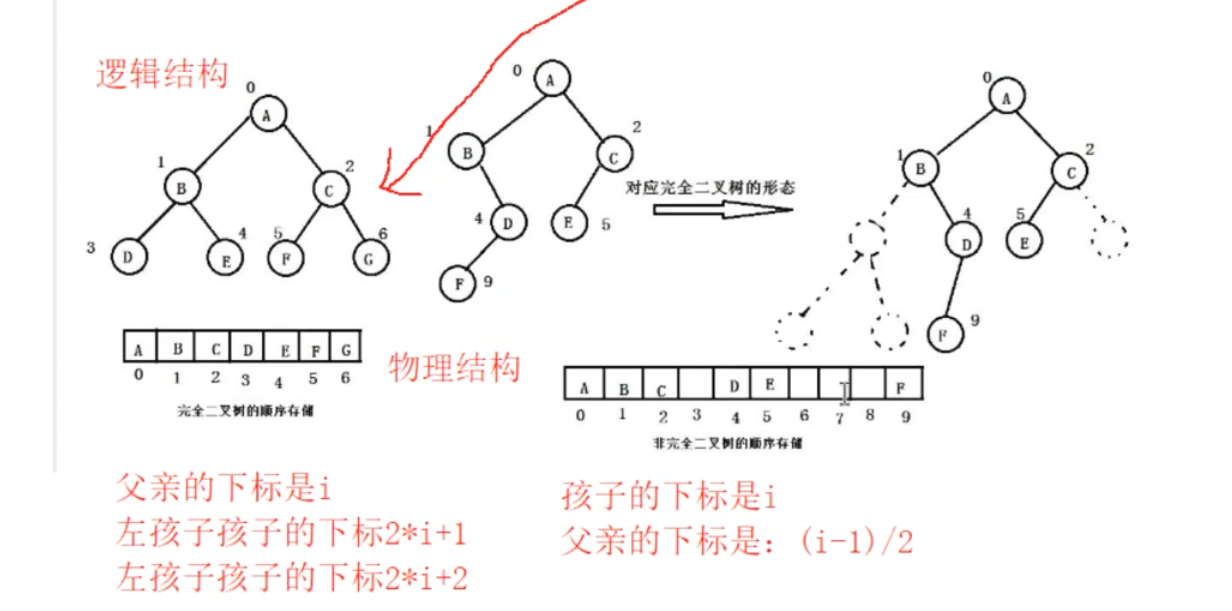 逻辑结构
0
A
1
B
2
C
3
D
4
E
5
F
6
G
0
A
1
B
2
C
4
D
E
5
F
9
对应完全二叉树的形态
0
A
1
B
2
C
4
D
5
E
F
9
A B C D E F G
0 1 2 3 4 5 6
完全二叉树的顺序存储
物理结构
A B C D E F
0 1 2 3 4 5 6 7 8 9
非完全二叉树的顺序存储
父亲的下标是i
左孩子孩子的下标2*i+1
左孩子孩子的下标2*i+2
孩子的下标是i
父亲的下标是：(i-1)/2